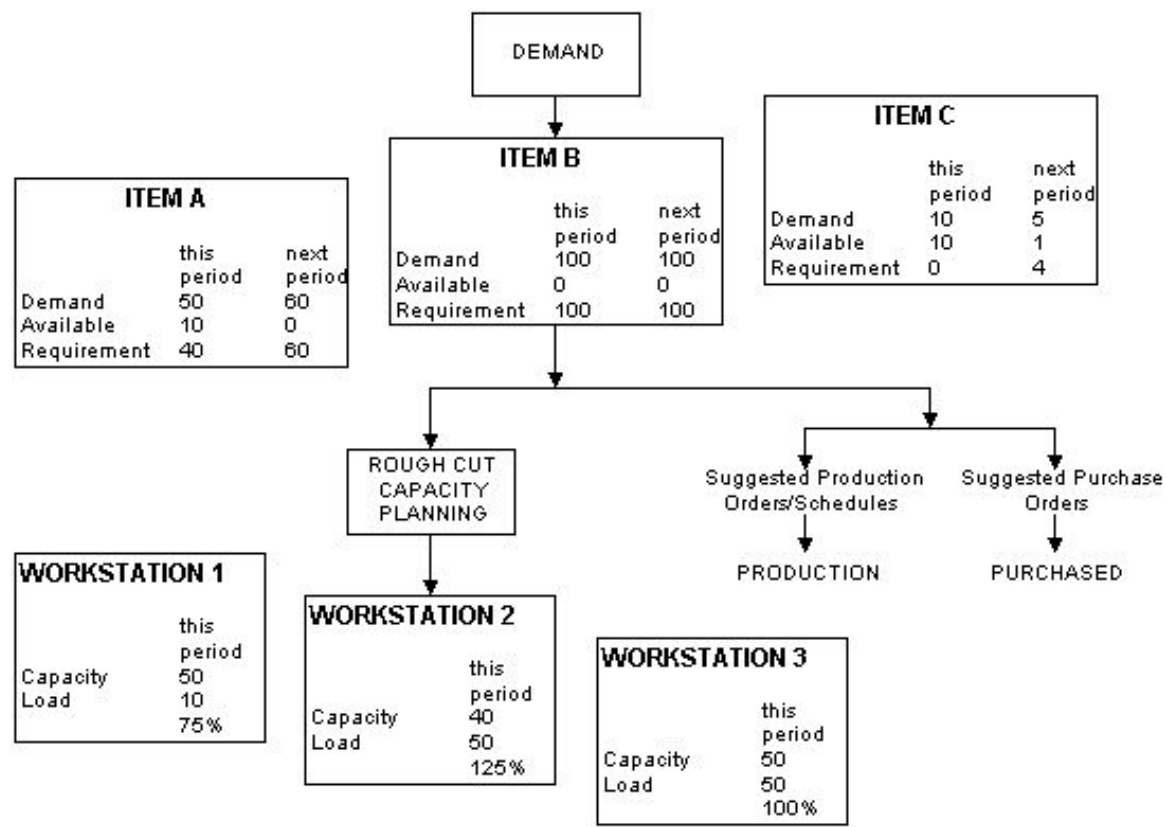 DEMAND
ITEM A
this next
period period
Demand 50 60
Available 10 0
Requirement 40 60
ITEM B
this next
period period
Demand 100 100
Available 0 0
Requirement 100 100
ITEM C
this next
period period
Demand 10 5
Available 10 1
Requirement 0 4
ROUGH CUT
CAPACITY
PLANNING
Suggested Production
Orders/Schedules
Suggested Purchase
Orders
PRODUCTION
PURCHASED
WORKSTATION 1
this
period
Capacity 50
Load 10
75%
WORKSTATION 2
this
period
Capacity 40
Load 50
125%
WORKSTATION 3
this
period
Capacity 50
Load 50
100%